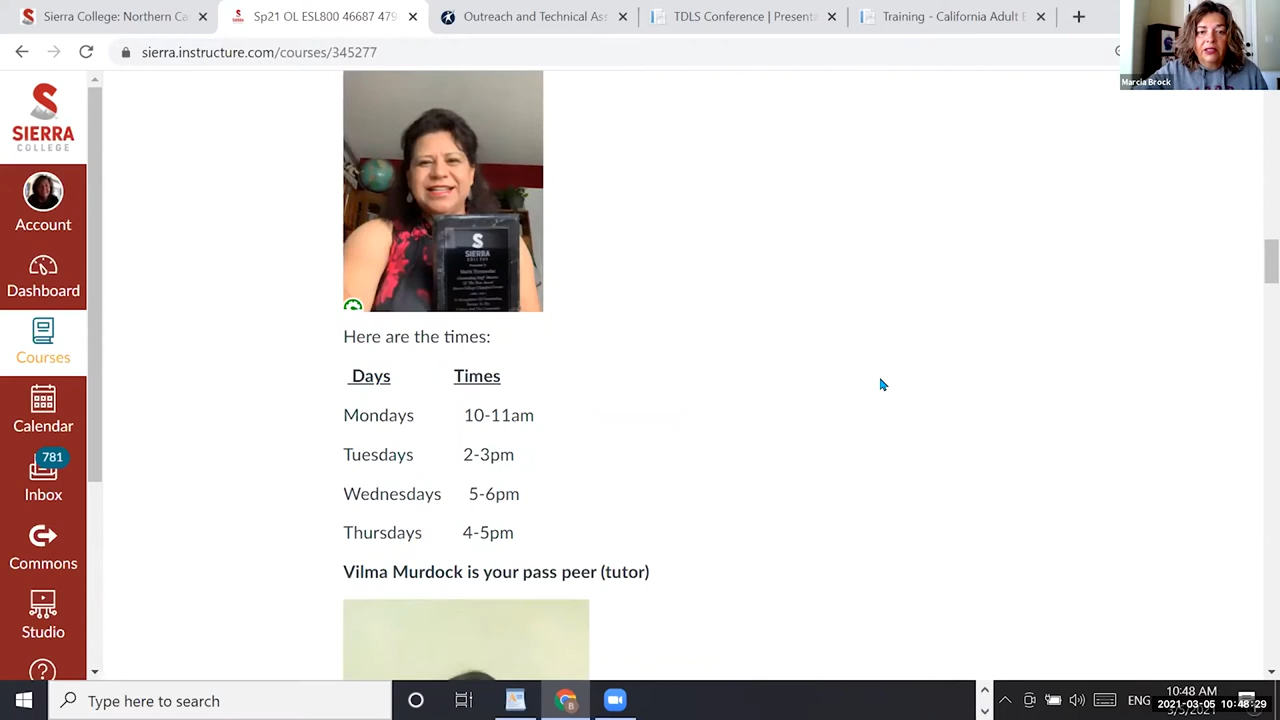 Sierra College: Northern Ca
Sp21 OL ESL800 46687 479
Outreach and Technical Ass
TDLS Conference | Presenta
Training - California Adult E
sierra.instructure.com/courses/345277
Marcia Brock
SIERRA
COLLEGE
Account
Dashboard
Courses
Calendar
781
Inbox
Commons
Studio
S
SIERRA
COLLEGE
Here are the times:
Days Times
Mondays 10-11am
Tuesdays 2-3pm
Wednesdays 5-6pm
Thursdays 4-5pm
Vilma Murdock is your pass peer (tutor)
Type here to search
ENG
10:48 AM
2021-03-05 10:48:29